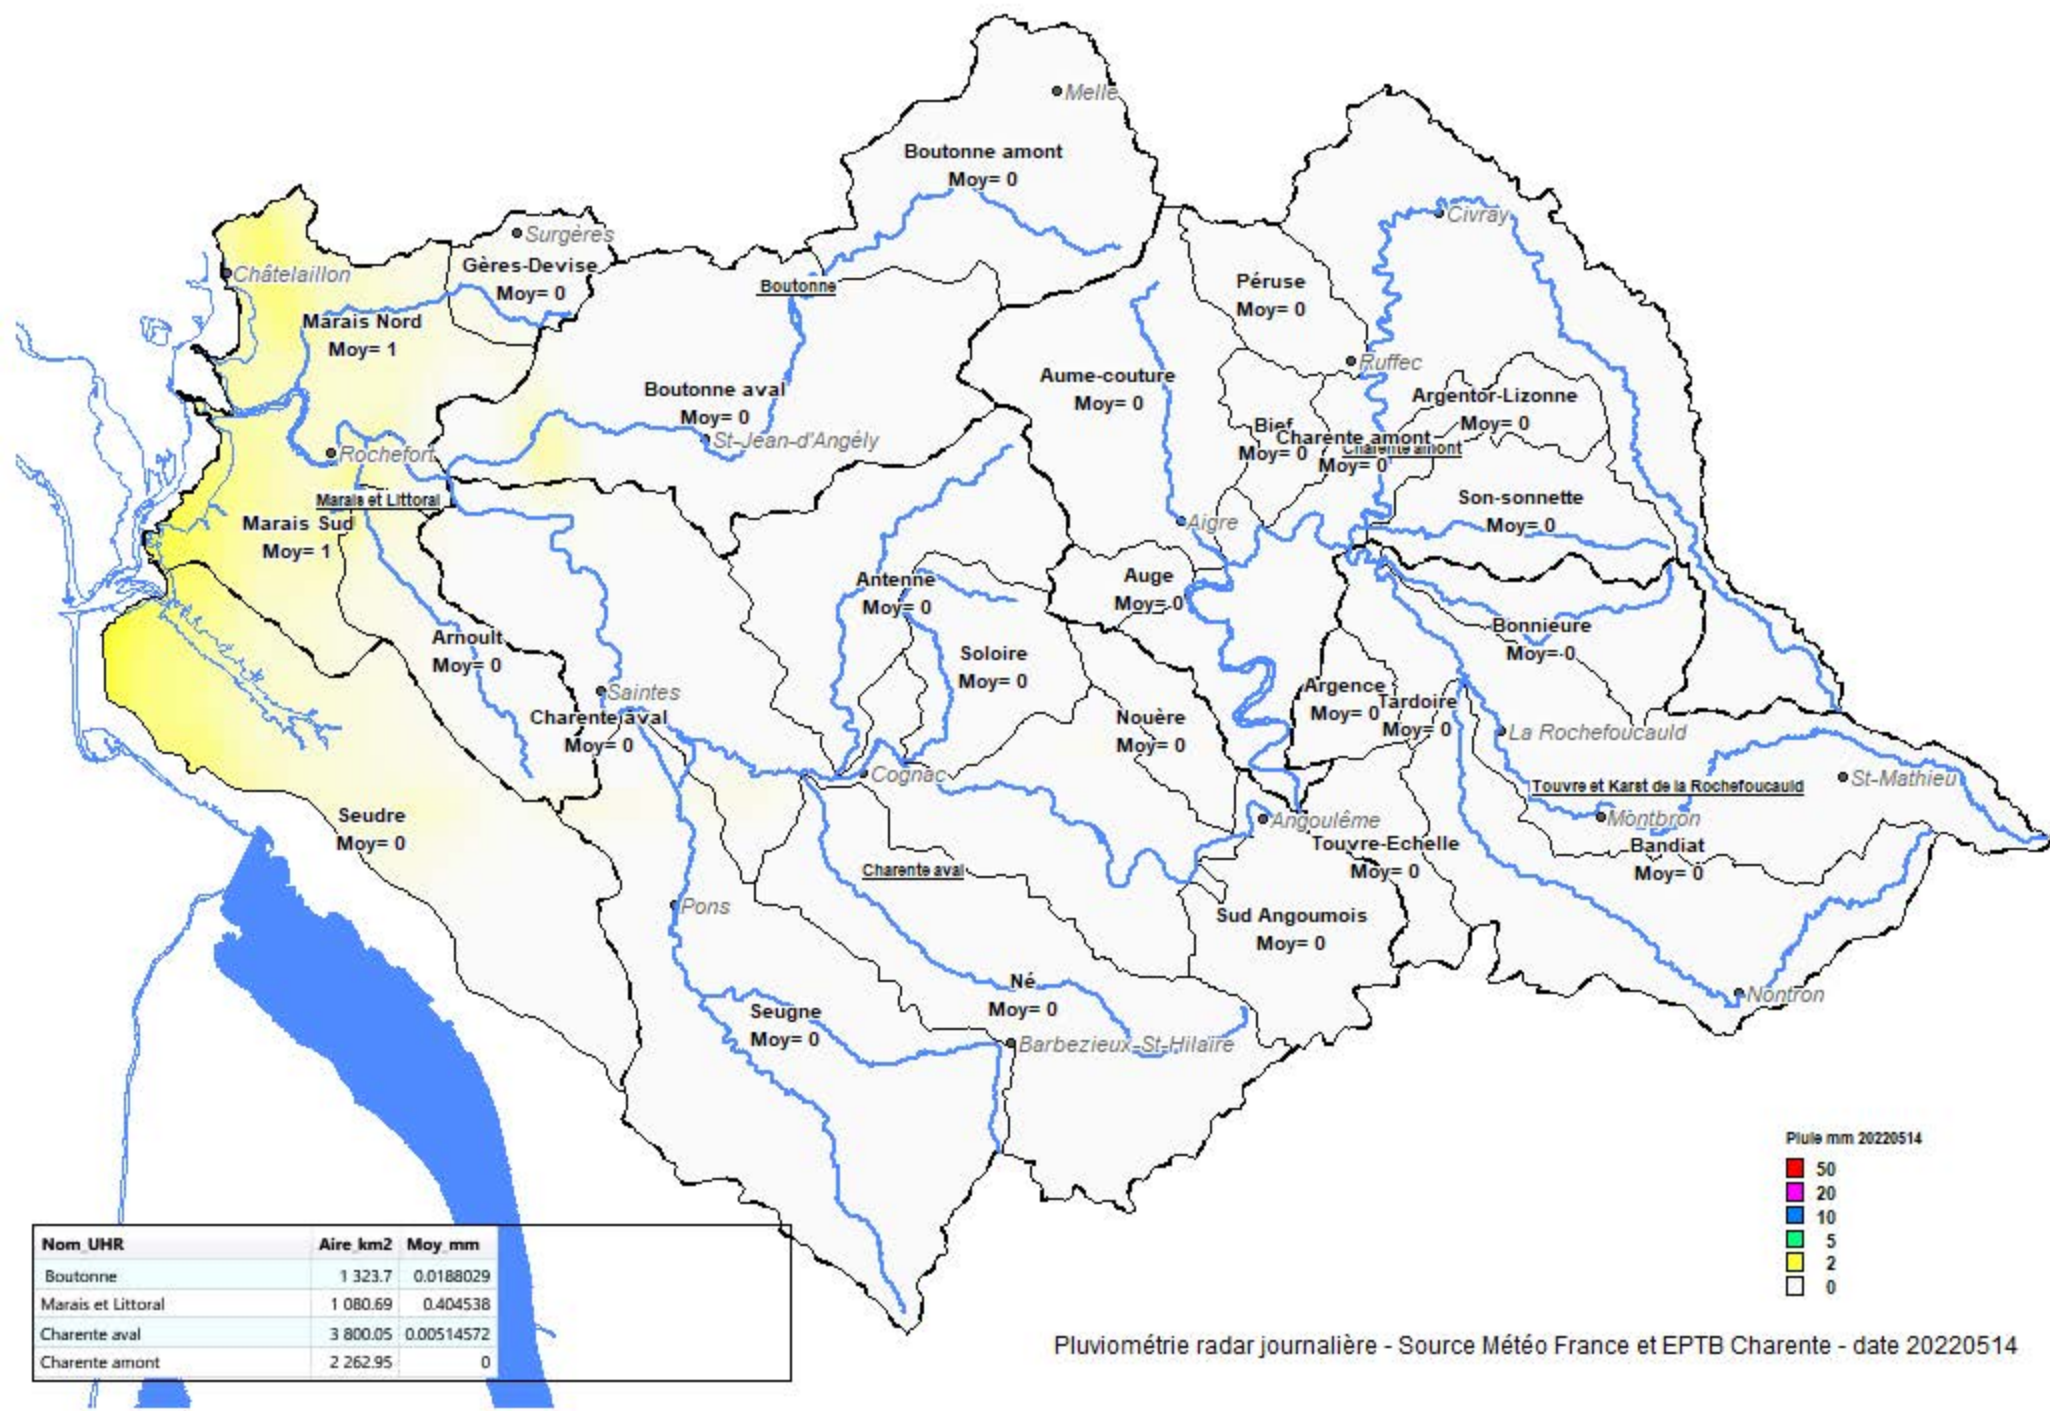 Melle
Boutonne amont
Moy= 0
Civray
Surgères
Châtelaillon
Gères-Devise
Moy= 0
Boutonne
Péruse
Moy= 0
Marais Nord
Moy= 1
Ruffec
Aume-couture
Moy= 0
Boutonne aval
Moy= 0
Argentor-Lizonne
Moy= 0
Bief
Moy= 0
Charente amont
Moy= 0
Charente amont
St-Jean-d'Angély
Rochefort
Marais et Littoral
Son-sonnette
Moy= 0
Marais Sud
Moy= 1
Aigre
Antenne
Moy= 0
Auge
Moy= 0
Bonnieure
Moy= 0
Arnoult
Moy= 0
Soloire
Moy= 0
Saintes
Argence
Moy= 0
Tardoire
Moy= 0
Charente aval
Moy= 0
Nouère
Moy= 0
La Rochefoucauld
Cognac
Touvre et Karst de la Rochefoucauld
St-Mathieu
Seudre
Moy= 0
Angoulême
Montbron
Touvre-Echelle
Moy= 0
Bandiat
Moy= 0
Charente aval
Pons
Sud Angoumois
Moy= 0
Né
Moy= 0
Nontron
Seugne
Moy= 0
Barbezieux-St-Hilaire
Pluie mm 20220514
50
20
10
5
2
0
Nom_UHR Aire_km2 Moy_mm
Boutonne 1 323.7 0.0188029
Marais et Littoral 1 080.69 0.404538
Charente aval 3 800.05 0.00514572
Charente amont 2 262.95 0
Pluviométrie radar journalière - Source Météo France et EPTB Charente - date 20220514